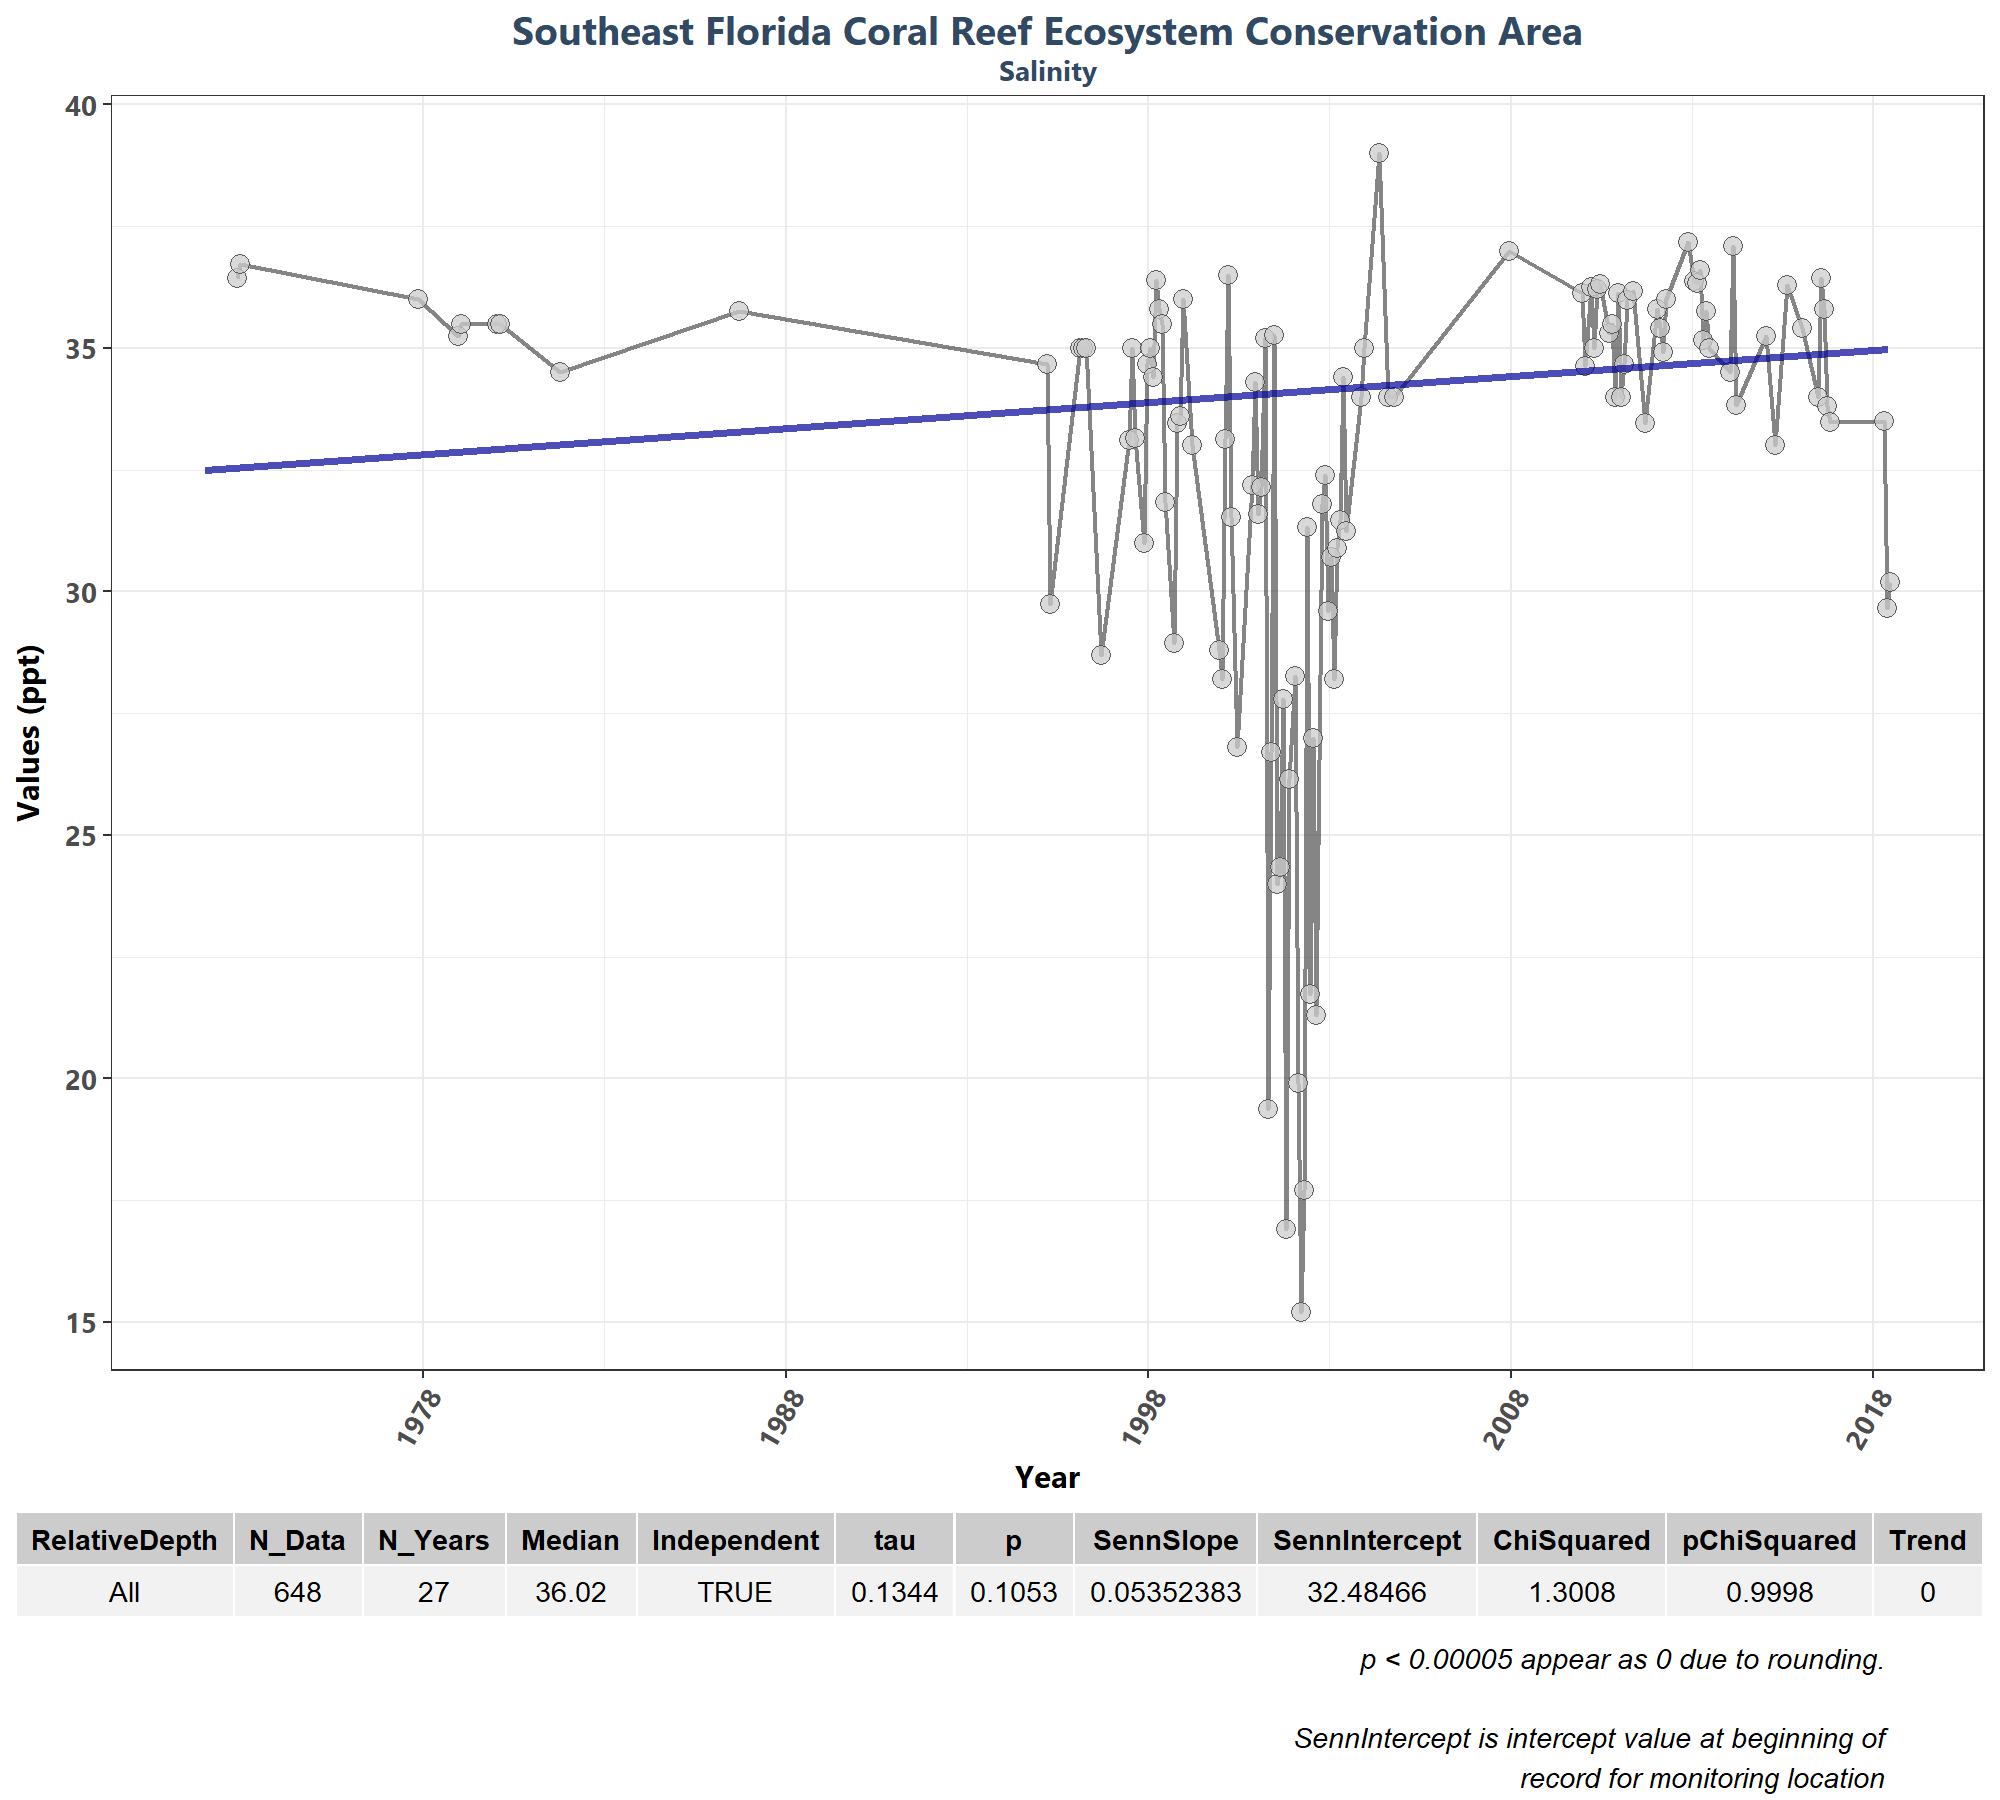 Southeast Florida Coral Reef Ecosystem Conservation Area
Salinity
40
35
30
25
20
15
Values (ppt)
1978
1988
1998
2008
2018
Year
RelativeDepth N_Data N_Years Median Independent tau p SennSlope SennIntercept ChiSquared pChiSquared Trend
All 648 27 36.02 TRUE 0.1344 0.1053 0.05352383 32.48466 1.3008 0.9998 0
p < 0.00005 appear as 0 due to rounding.
SennIntercept is intercept value at beginning of
record for monitoring location